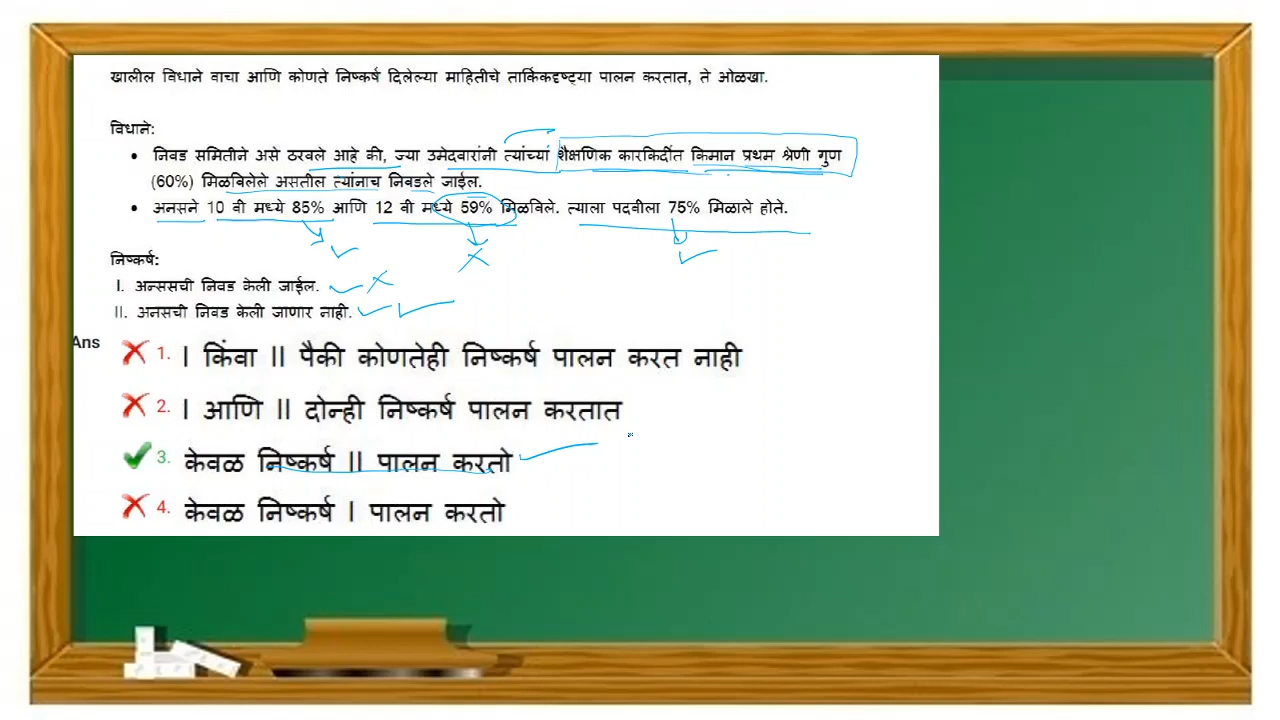 खालील विधाने वाचा आणि कोणते निष्कर्ष दिलेल्या माहितीचे तार्किकदृष्ट्या पालन करतात, ते ओळखा.
विधाने:
• निवड समितीने असे ठरवले आहे की, ज्या उमेदवारांनी त्यांच्या शैक्षणिक कारकिर्दीत किमान प्रथम श्रेणी गुण
(60%) मिळविलेले असतील त्यांनाच निवडले जाईल.
• अनसने 10 वी मध्ये 85% आणि 12 वी मध्ये 59% मिळविले. त्याला पदवीला 75% मिळाले होते.
निष्कर्ष:
I. अन्ससची निवड केली जाईल.
II. अनसची निवड केली जाणार नाही.
Ans
1. I किंवा II पैकी कोणतेही निष्कर्ष पालन करत नाही
2. I आणि II दोन्ही निष्कर्ष पालन करतात
3. केवळ निष्कर्ष II पालन करतो
4. केवळ निष्कर्ष I पालन करतो